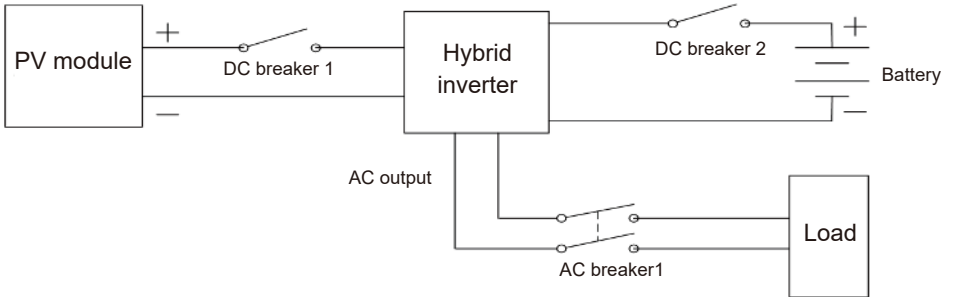 PV module
+
DC breaker 1
—
Hybrid
inverter
DC breaker 2
+
Battery
—
AC output
AC breaker1
Load